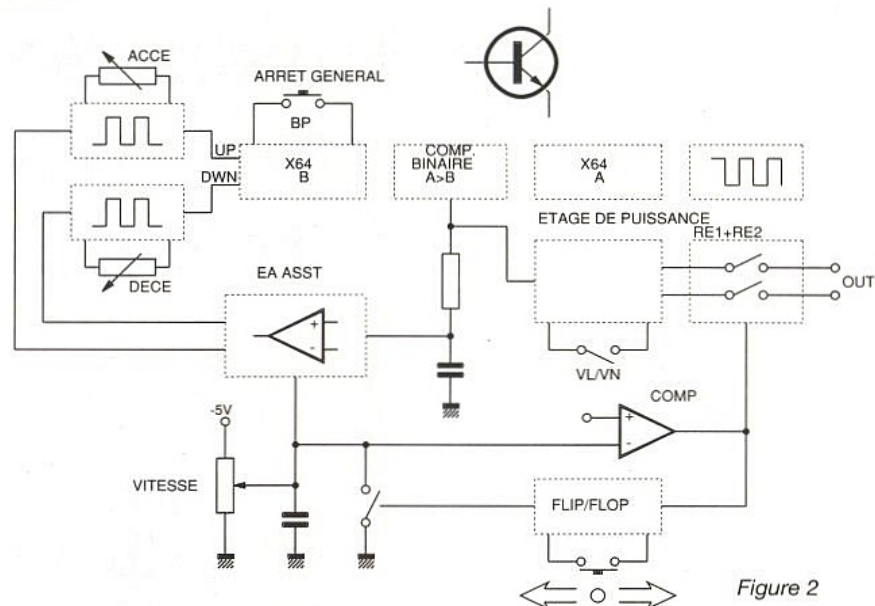 ACCE
ARRET GENERAL
BP
UP
DWN
X64
B
COMP.
BINAIRE
A>B
X64
A
ETAGE DE PUISSANCE
RE1+RE2
DECE
EA ASST
+
-
OUT
VL/VN
COMP
+
-
-5V
VITESSE
FLIP/FLOP
Figure 2